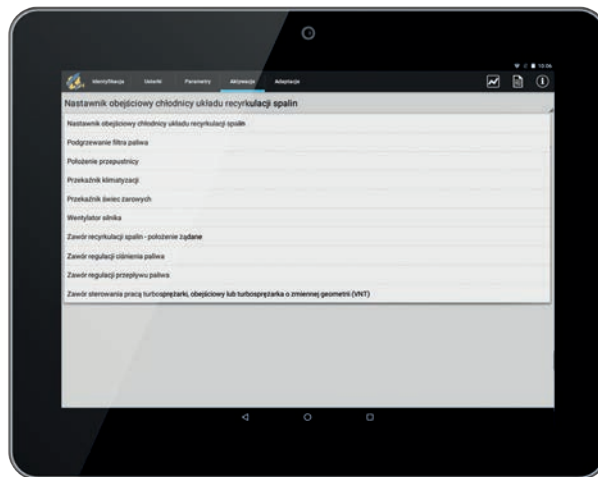 10:06
Identyfikacja Usterki Parametry Aktywacje Adaptacje
Nastawnik obejściowy chłodnicy układu recyrkulacji spalin
Nastawnik obejściowy chłodnicy układu recyrkulacji spalin
Podgrzewanie filtra paliwa
Położenie przepustnicy
Przekaźnik klimatyzacji
Przekaźnik świec żarowych
Wentylator silnika
Zawór recyrkulacji spalin - położenie żądane
Zawór regulacji ciśnienia paliwa
Zawór regulacji przepływu paliwa
Zawór sterowania pracą turbosprężarki, obejściowy lub turbosprężarka o zmiennej geometrii (VNT)